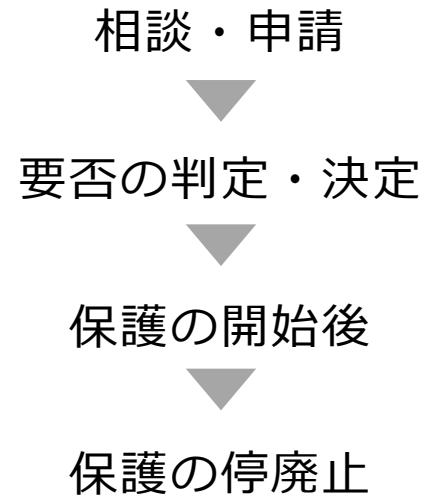 相談・申請
要否の判定・決定
保護の開始後
保護の停廃止